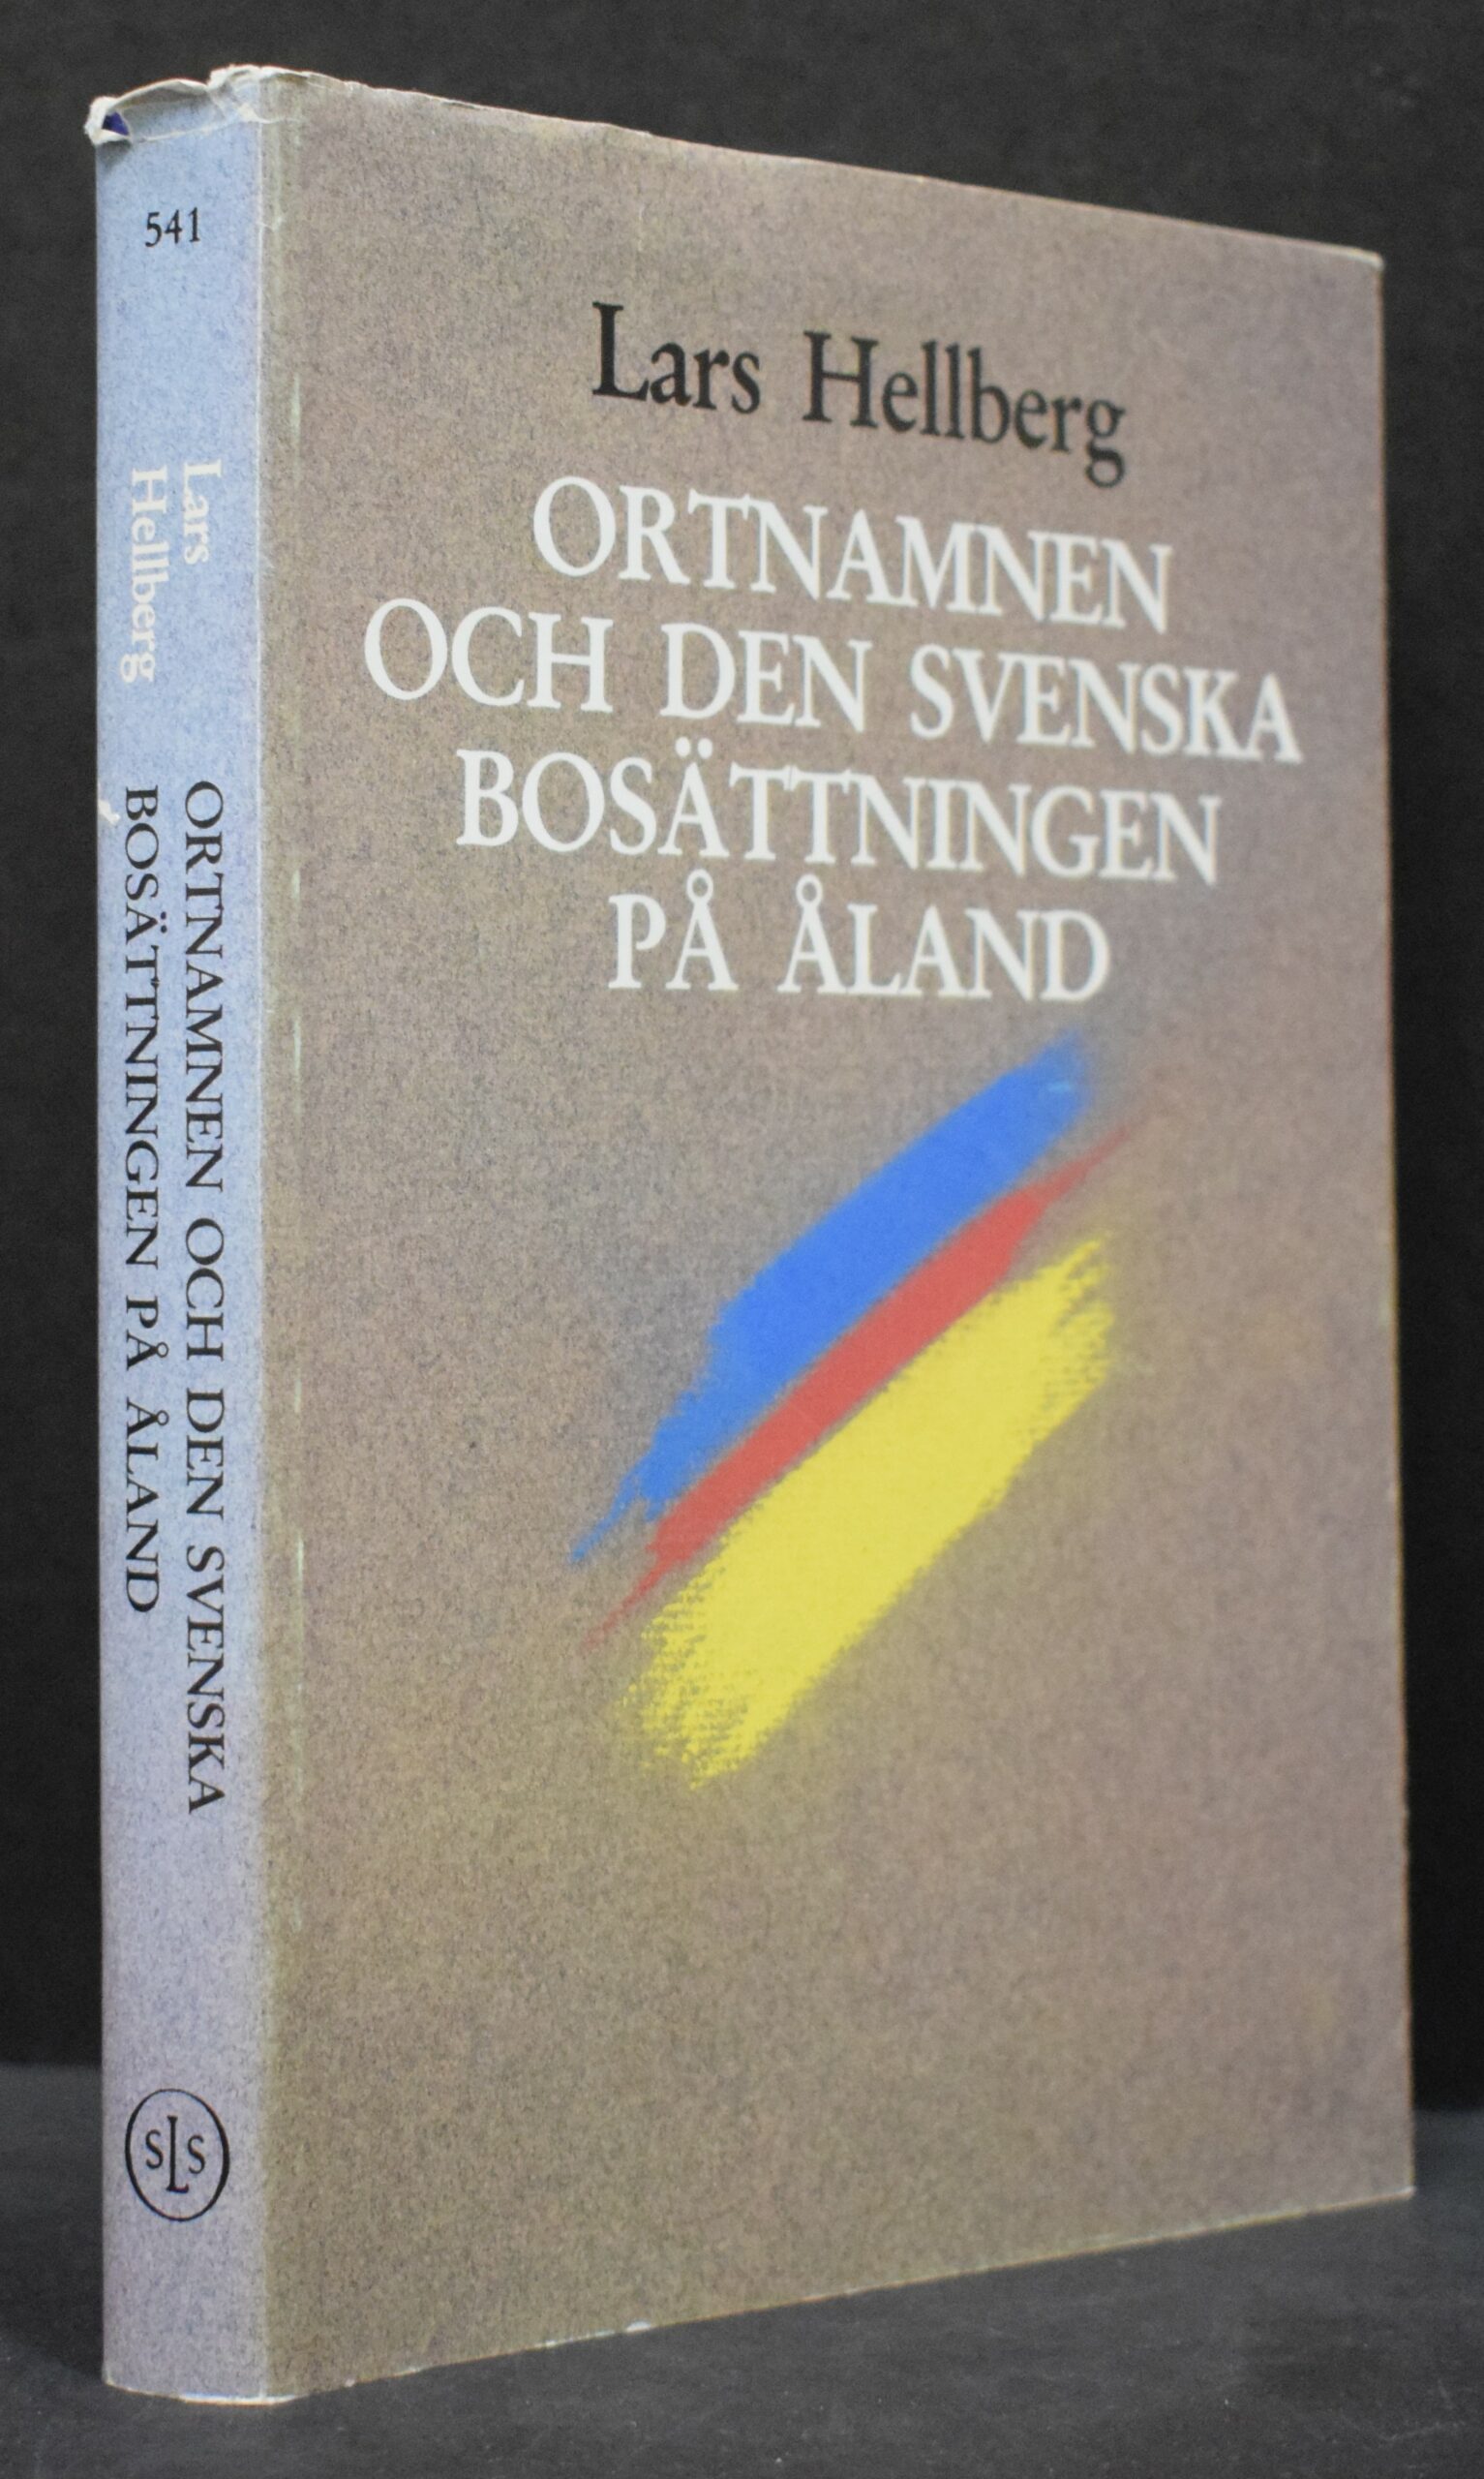 541
Lars
Hellberg
ORTNAMNEN OCH DEN SVENSKA
BOSÄTTNINGEN PÅ ÅLAND
SLS
Lars Hellberg
ORTNAMNEN
OCH DEN SVENSKA
BOSÄTTNINGEN
PÅ ÅLAND